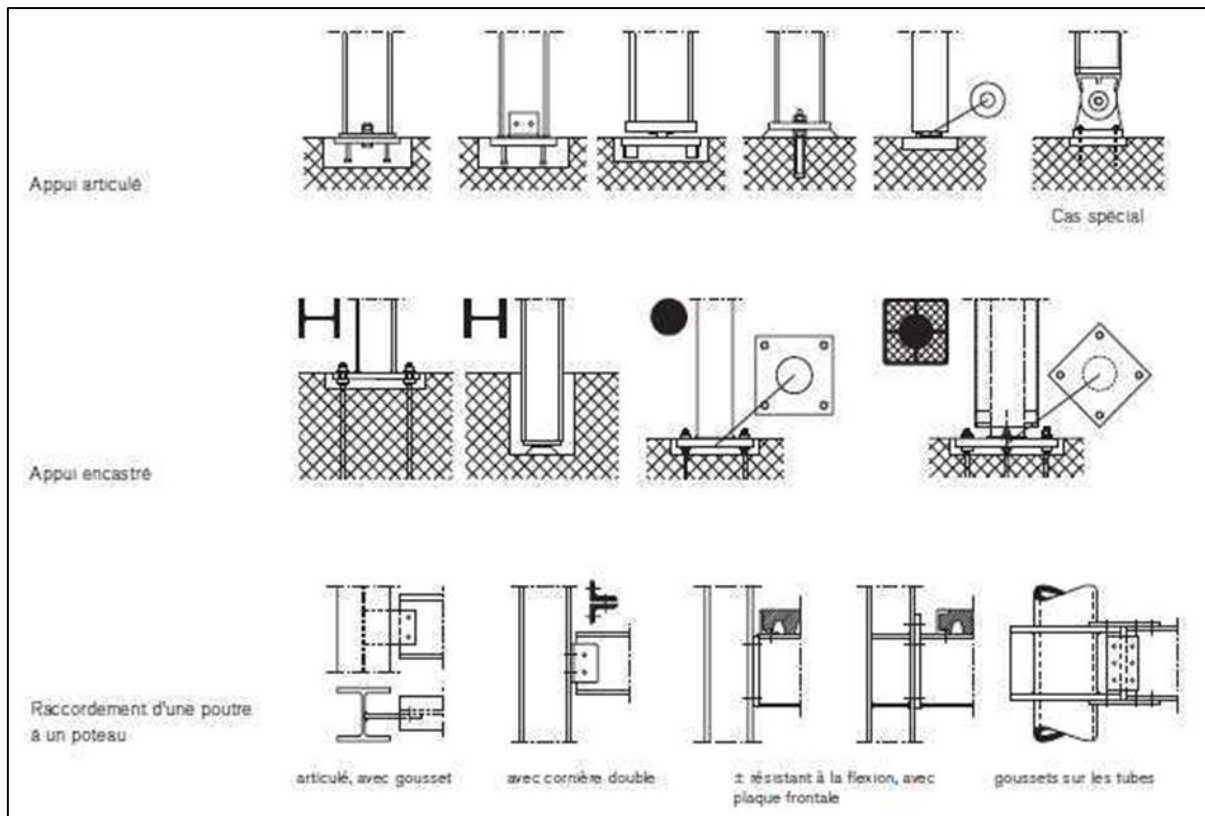 Appui articulé
Cas spécial
Appui encastré
Raccordement d'une poutre
à un poteau
articulé, avec gousset
avec cornière double
± résistant à la flexion, avec
plaque frontale
goussets sur les tubes